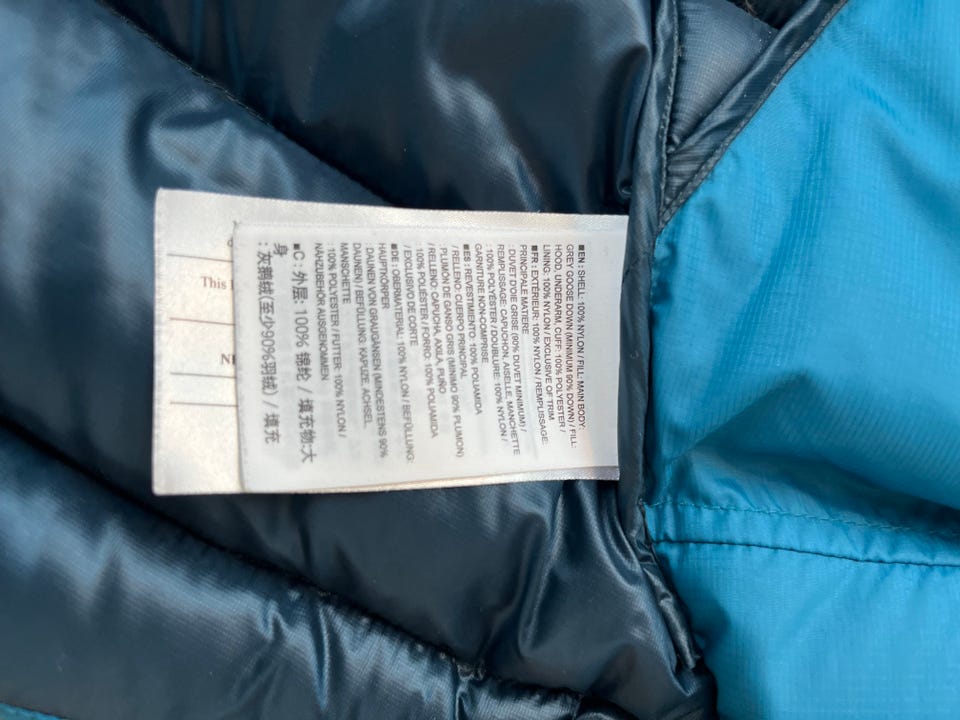 ■EN : SHELL: 100% NYLON / FILL: MAIN BODY:
GREY GOOSE DOWN (MINIMUM 90% DOWN) / FILL:
HOOD, UNDERARM, CUFF: 100% POLYESTER /
LINING: 100% NYLON / EXCLUSIVE OF TRIM
■FR : EXTÉRIEUR: 100% NYLON / REMPLISSAGE:
PRINCIPALE MATIERE
: DUVET D'OIE GRISE (90% DUVET MINIMUM) /
REMPLISSAGE: CAPUCHON, AISELLE, MANCHETTE
: 100% POLYÉSTER / DOUBLURE: 100% NYLON /
GARNITURE NON-COMPRISE
■ES : REVESTIMIENTO: 100% POLIAMIDA
/ RELLENO: CUERPO PRINCIPAL
: PLUMÓN DE GANSO GRIS (MINIMO 90% PLUMON)
/ RELLENO: CAPUCHA, AXILA, PUÑO
: 100% POLIÉSTER / FORRO: 100% POLIAMIDA
/ EXCLUSIVO DE CORTE
■DE : OBERMATERIAL: 100% NYLON / BEFÜLLUNG:
HAUPTKÖRPER
: DAUNEN VON GRAUGÄNSEN (MINDESTENS 90%
DAUNEN) / BEFÜLLUNG: KAPUZE, ACHSEL,
MANSCHETTE
: 100% POLYESTER / FUTTER: 100% NYLON /
NÄHZUBEHÖR AUSGENOMMEN
■C : 外层: 100% 锦纶 / 填充物:大
身
: 灰鹅绒(至少90%羽绒) / 填充
This